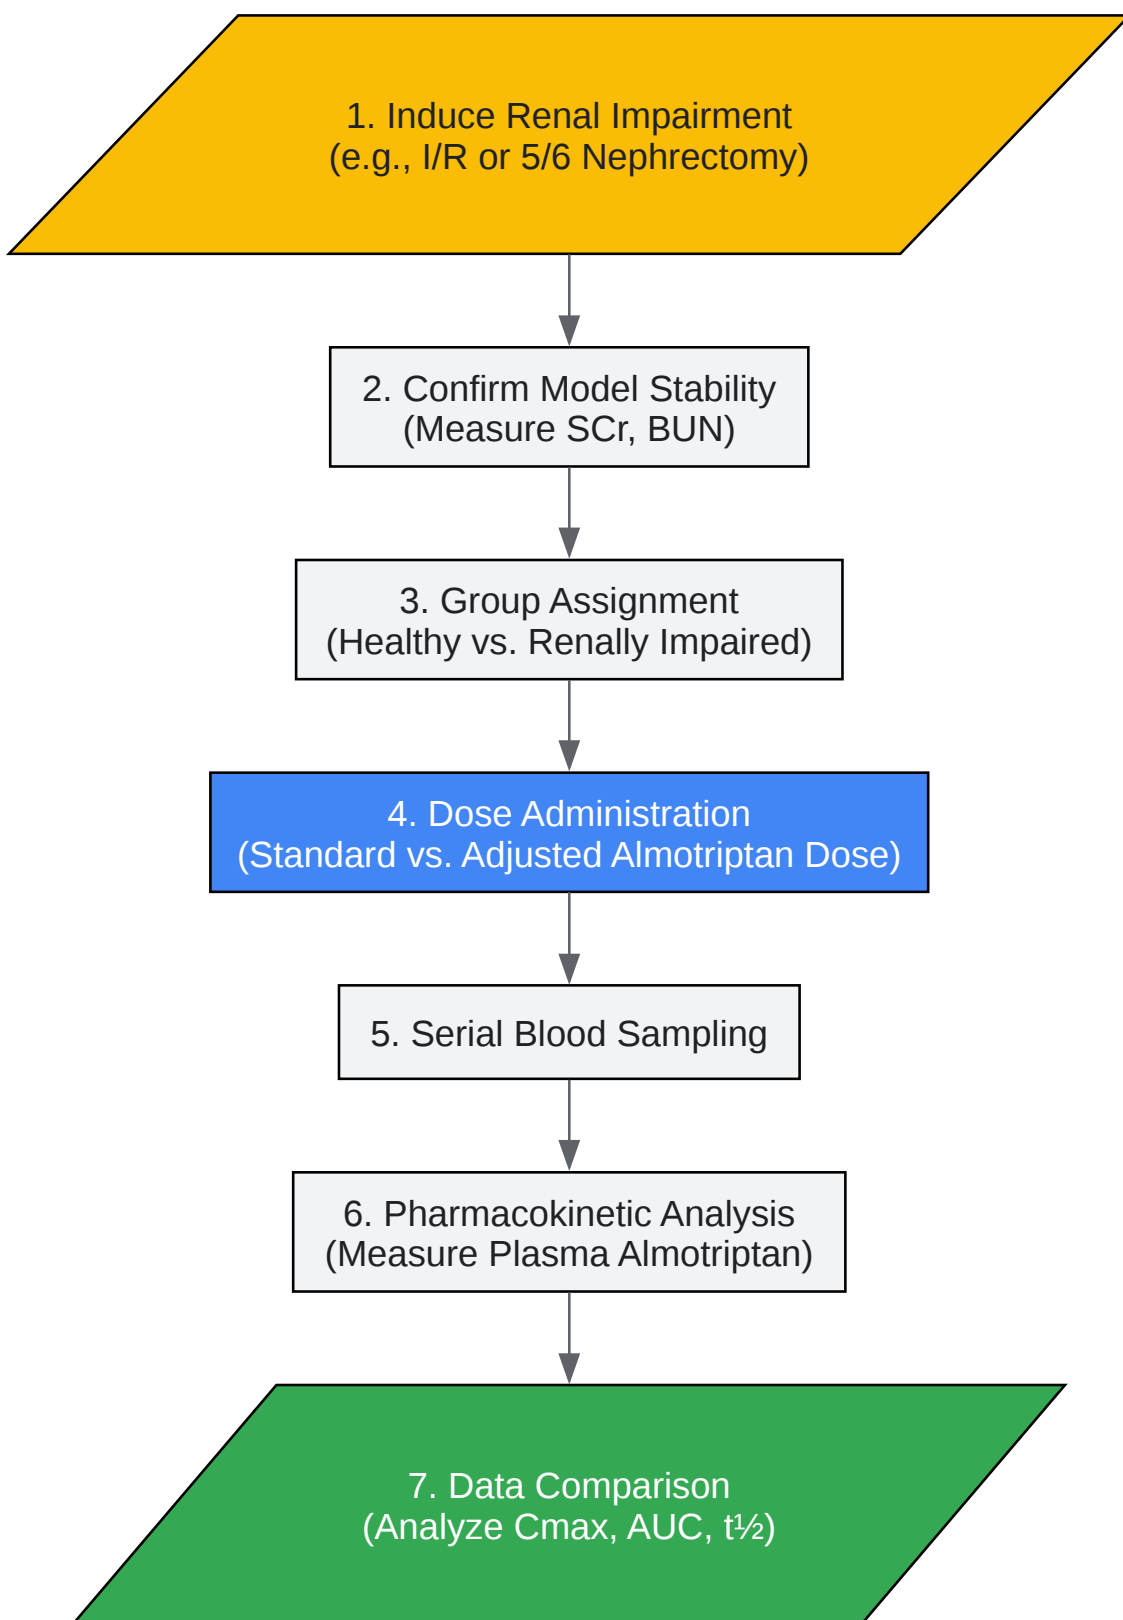 1. Induce Renal Impairment
(e.g., I/R or 5/6 Nephrectomy)
2. Confirm Model Stability
(Measure SCr, BUN)
3. Group Assignment
(Healthy vs. Renally Impaired)
4. Dose Administration
(Standard vs. Adjusted Almotriptan Dose)
5. Serial Blood Sampling
6. Pharmacokinetic Analysis
(Measure Plasma Almotriptan)
7. Data Comparison
(Analyze Cmax, AUC, t½)